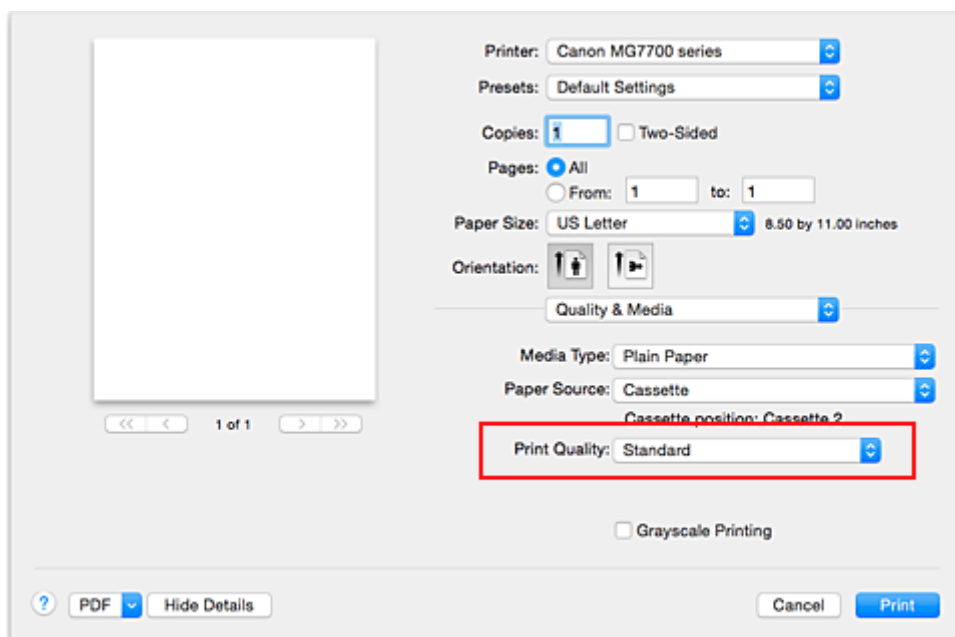 Printer: Canon MG7700 series
Presets: Default Settings
Copies: 1 Two-Sided
Pages: All
From: 1 to: 1
Paper Size: US Letter 8.50 by 11.00 inches
Orientation:
Quality & Media
Media Type: Plain Paper
Paper Source: Cassette
Cassette position: Cassette 2
1 of 1
Print Quality: Standard
Grayscale Printing
? PDF Hide Details Cancel Print